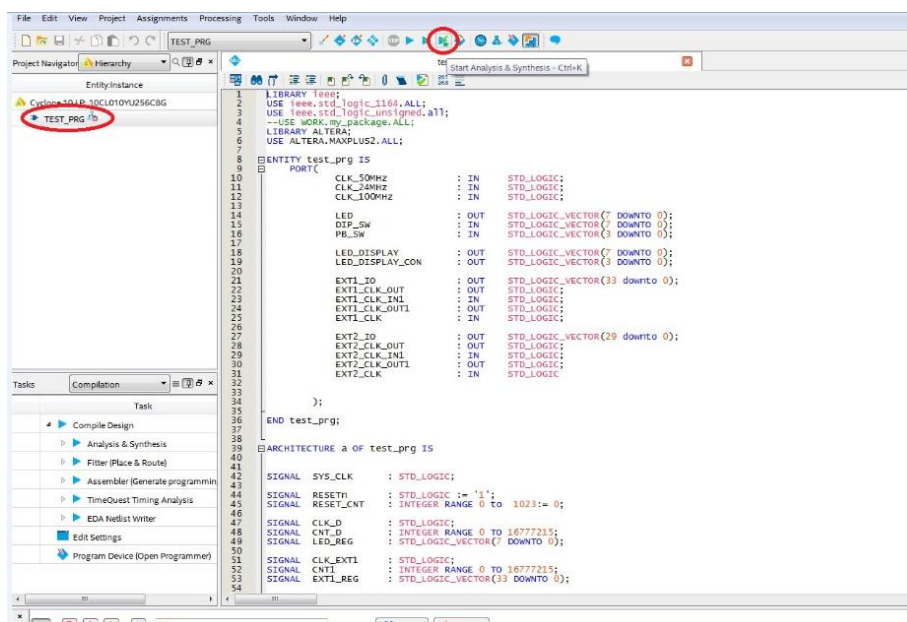 File Edit View Project Assignments Processing Tools Window Help
TEST_PRG
Project Navigator Hierarchy
Start Analysis & Synthesis - Ctrl+K
Entity:Instance
Cyclone 10 LP: 10CL010YU256C8G
TEST_PRG
1 LIBRARY ieee;
2 USE ieee.std_logic_1164.ALL;
3 USE ieee.std_logic_unsigned.all;
4 --USE WORK.my_package.ALL;
5 LIBRARY ALTERA;
6 USE ALTERA.MAXPLUS2.ALL;
7
8 ENTITY test_prg IS
9 PORT(
10 CLK_50MHZ : IN STD_LOGIC;
11 CLK_24MHZ : IN STD_LOGIC;
12 CLK_100MHZ : IN STD_LOGIC;
13
14 LED : OUT STD_LOGIC_VECTOR(7 DOWNTO 0);
15 DIP_SW : IN STD_LOGIC_VECTOR(7 DOWNTO 0);
16 PB_SW : IN STD_LOGIC_VECTOR(3 DOWNTO 0);
17
18 LED_DISPLAY : OUT STD_LOGIC_VECTOR(7 DOWNTO 0);
19 LED_DISPLAY_CON : OUT STD_LOGIC_VECTOR(3 DOWNTO 0);
20
21 EXT1_IO : OUT STD_LOGIC_VECTOR(33 downto 0);
22 EXT1_CLK_OUT : OUT STD_LOGIC;
23 EXT1_CLK_IN1 : IN STD_LOGIC;
24 EXT1_CLK_OUT1 : OUT STD_LOGIC;
25 EXT1_CLK : IN STD_LOGIC;
26
27 EXT2_IO : OUT STD_LOGIC_VECTOR(29 downto 0);
28 EXT2_CLK_OUT : OUT STD_LOGIC;
29 EXT2_CLK_IN1 : IN STD_LOGIC;
30 EXT2_CLK_OUT1 : OUT STD_LOGIC;
31 EXT2_CLK : IN STD_LOGIC
32
33
34 );
35
36 END test_prg;
37
38
39 ARCHITECTURE a OF test_prg IS
40
41
42 SIGNAL SYS_CLK : STD_LOGIC;
43
44 SIGNAL RESETn : STD_LOGIC := '1';
45 SIGNAL RESET_CNT : INTEGER RANGE 0 to 1023:= 0;
46
47 SIGNAL CLK_D : STD_LOGIC;
48 SIGNAL CNT_D : INTEGER RANGE 0 TO 16777215;
49 SIGNAL LED_REG : STD_LOGIC_VECTOR(7 DOWNTO 0);
50
51 SIGNAL CLK_EXT1 : STD_LOGIC;
52 SIGNAL CNT1 : INTEGER RANGE 0 TO 16777215;
53 SIGNAL EXT1_REG : STD_LOGIC_VECTOR(33 DOWNTO 0);
54
Tasks Compilation
Task
Compile Design
Analysis & Synthesis
Fitter (Place & Route)
Assembler (Generate programmin
TimeQuest Timing Analysis
EDA Netlist Writer
Edit Settings
Program Device (Open Programmer)